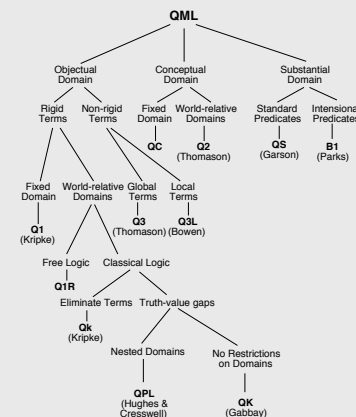 QML
Objectual
Domain
Conceptual
Domain
Substantial
Domain
Rigid
Terms
Non-rigid
Terms
Fixed
Domain
World-relative
Domains
Standard
Predicates
Intensional
Predicates
QC
Q2
(Thomason)
QS
(Garson)
B1
(Parks)
Fixed
Domain
World-relative
Domains
Global
Terms
Local
Terms
Q1
(Kripke)
Q3
(Thomason)
Q3L
(Bowen)
Free Logic
Classical Logic
Q1R
Eliminate Terms
Truth-value gaps
Qk
(Kripke)
Nested Domains
No Restrictions
on Domains
QPL
(Hughes &
Cresswell)
QK
(Gabbay)